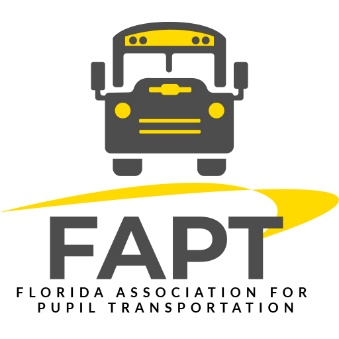 FAPT
FLORIDA ASSOCIATION FOR
PUPIL TRANSPORTATION